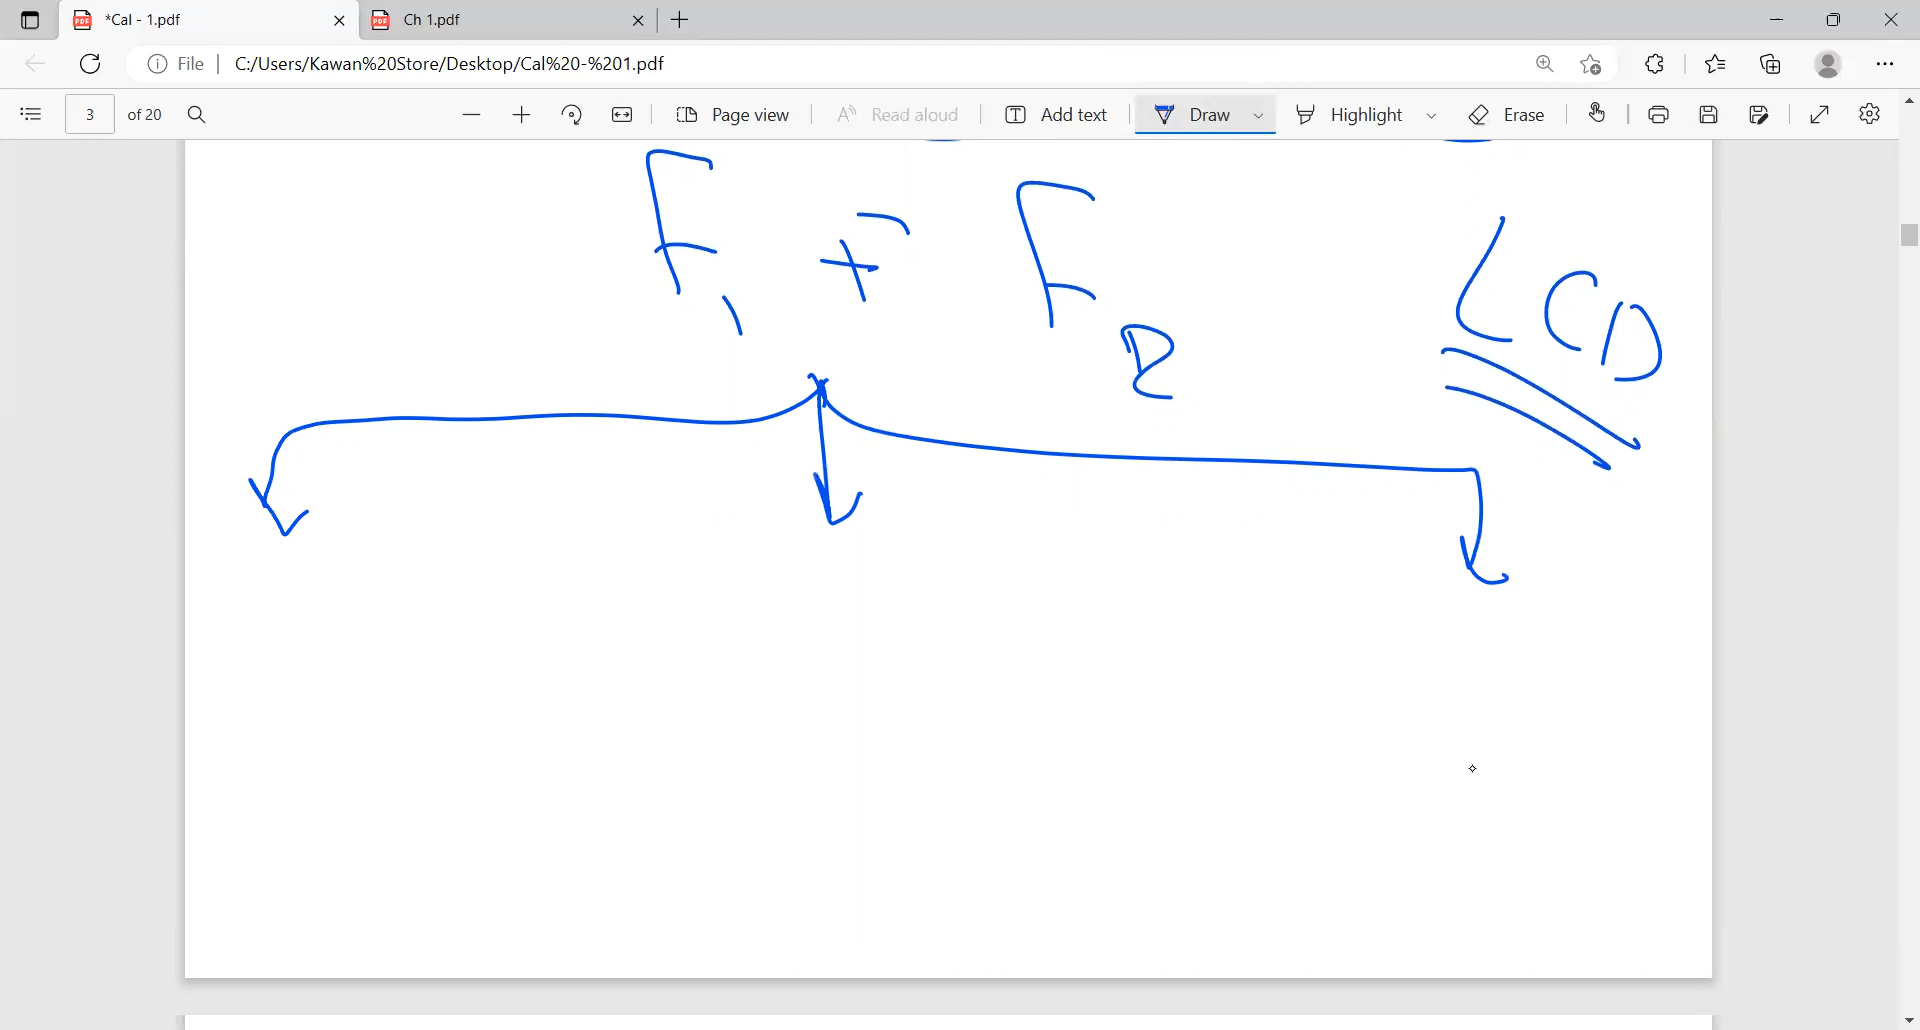 *Cal - 1.pdf
Ch 1.pdf
File
C:/Users/Kawan%20Store/Desktop/Cal%20-%201.pdf
3 of 20
Page view
Read aloud
Add text
Draw
Highlight
Erase
F1 + F2
LCD